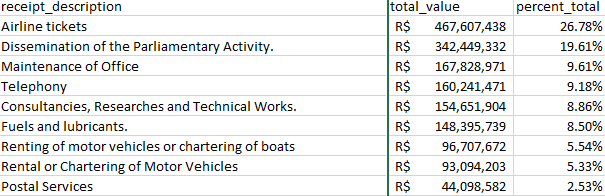 receipt_description total_value percent_total
Airline tickets R$ 467,607,438 26.78%
Dissemination of the Parliamentary Activity. R$ 342,449,332 19.61%
Maintenance of Office R$ 167,828,971 9.61%
Telephony R$ 160,241,471 9.18%
Consultancies, Researches and Technical Works. R$ 154,651,904 8.86%
Fuels and lubricants. R$ 148,395,739 8.50%
Renting of motor vehicles or chartering of boats R$ 96,707,672 5.54%
Rental or Chartering of Motor Vehicles R$ 93,094,203 5.33%
Postal Services R$ 44,098,582 2.53%